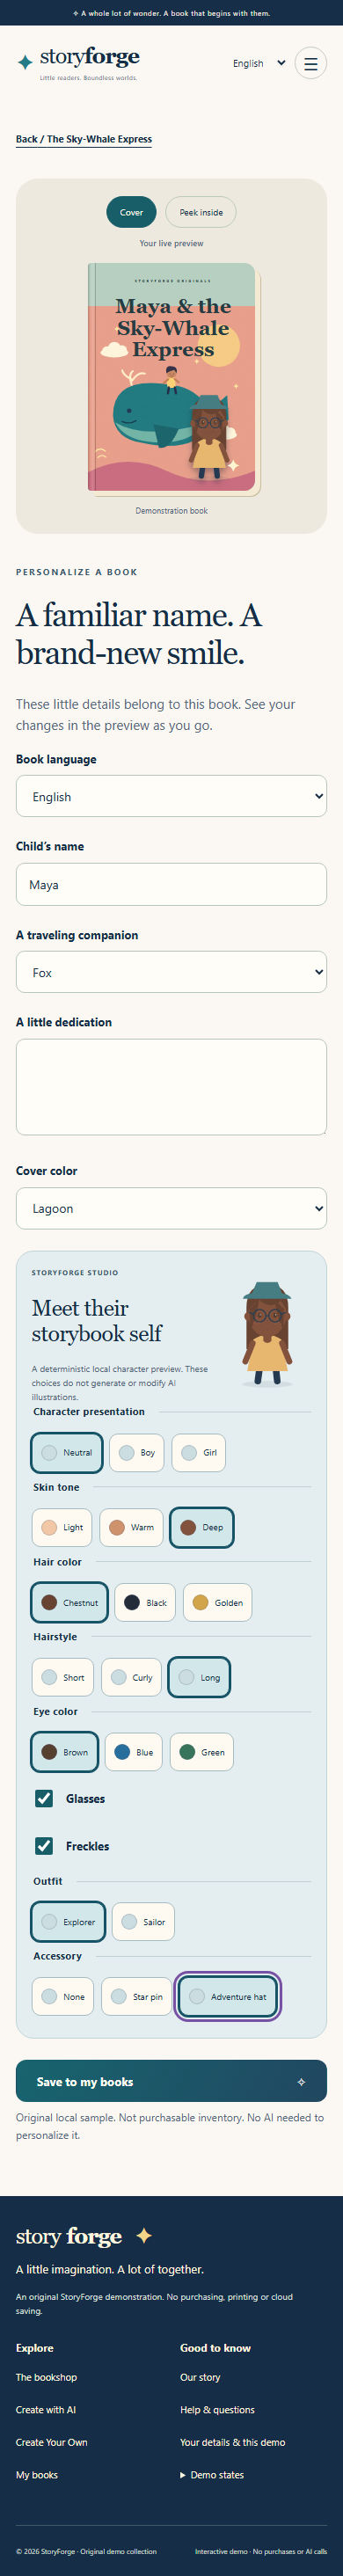 ✧ A whole lot of wonder. A book that begins with them.
storyforge
Little readers. Boundless worlds.
English
Back / The Sky-Whale Express
Cover
Peek inside
Your live preview
STORYFORGE ORIGINALS
Maya & the
Sky-Whale
Express
Demonstration book
PERSONALIZE A BOOK
A familiar name. A
brand-new smile.
These little details belong to this book. See your
changes in the preview as you go.
Book language
English
Child's name
Maya
A traveling companion
Fox
A little dedication
Cover color
Lagoon
STORYFORGE STUDIO
Meet their
storybook self
A deterministic local character preview. These
choices do not generate or modify AI
illustrations.
Character presentation
Neutral
Boy
Girl
Skin tone
Light
Warm
Deep
Hair color
Chestnut
Black
Golden
Hairstyle
Short
Curly
Long
Eye color
Brown
Blue
Green
Glasses
Freckles
Outfit
Explorer
Sailor
Accessory
None
Star pin
Adventure hat
Save to my books
Original local sample. Not purchasable inventory. No AI needed to
personalize it.
story forge
A little imagination. A lot of together.
An original StoryForge demonstration. No purchasing, printing or cloud
saving.
Explore
The bookshop
Create with AI
Create Your Own
My books
Good to know
Our story
Help & questions
Your details & this demo
Demo states
© 2026 StoryForge · Original demo collection
Interactive demo · No purchases or AI calls